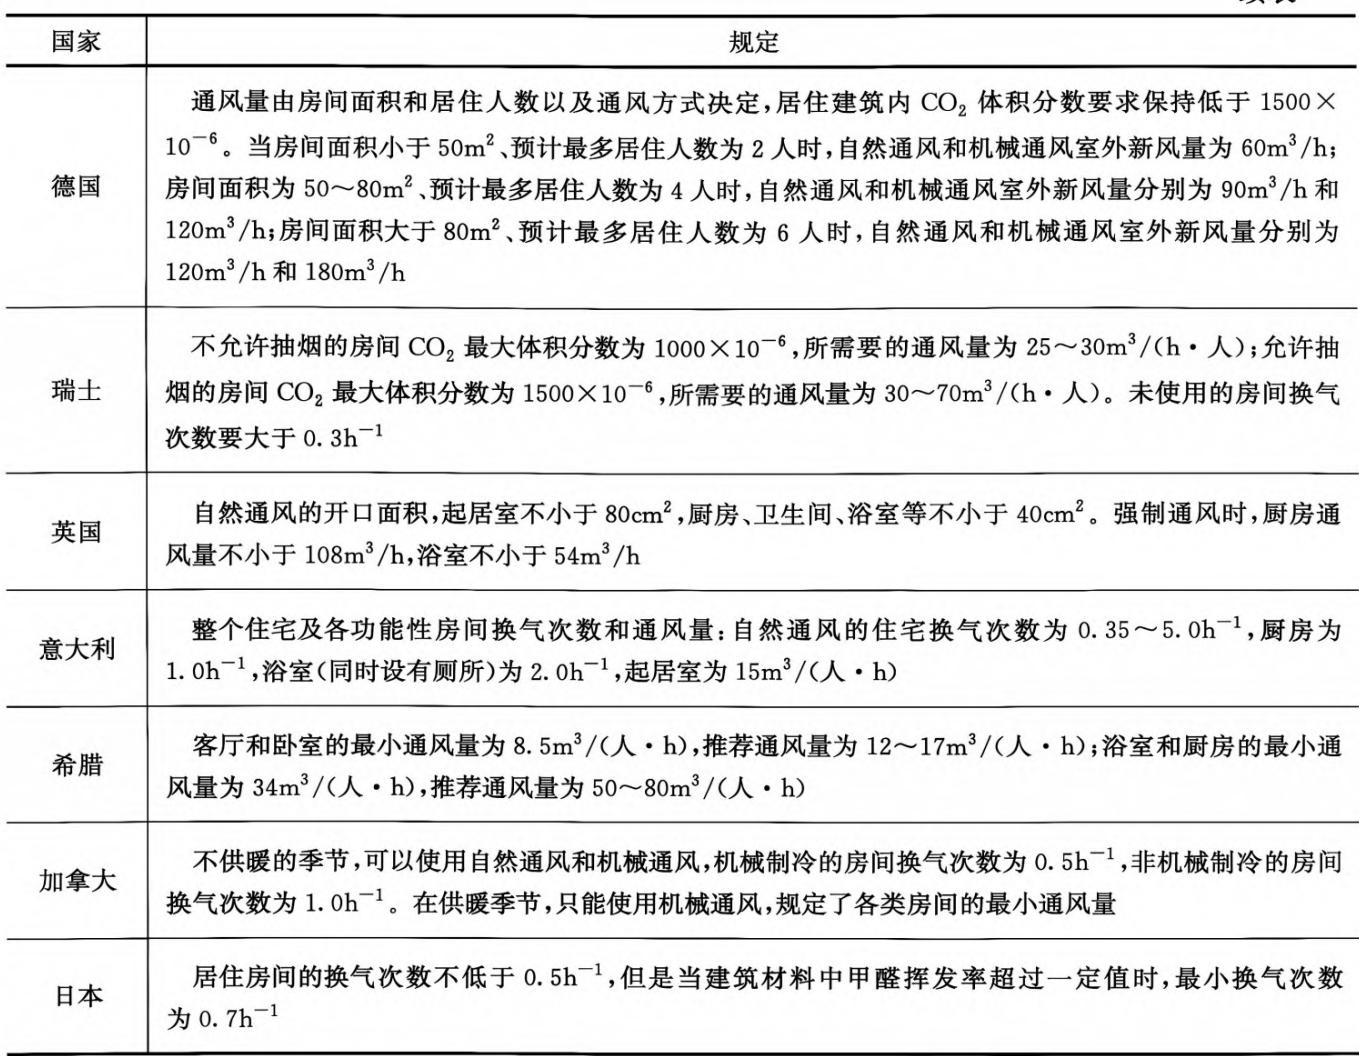 国家 规定
通风量由房间面积和居住人数以及通风方式决定,居住建筑内 CO₂ 体积分数要求保持低于 1500×
10⁻⁶。当房间面积小于 50m²、预计最多居住人数为 2 人时,自然通风和机械通风室外新风量为 60m³/h;
德国 房间面积为 50～80m²、预计最多居住人数为 4 人时,自然通风和机械通风室外新风量分别为 90m³/h 和
120m³/h;房间面积大于 80m²、预计最多居住人数为 6 人时,自然通风和机械通风室外新风量分别为
120m³/h 和 180m³/h
不允许抽烟的房间 CO₂ 最大体积分数为 1000×10⁻⁶,所需要的通风量为 25～30m³/(h·人);允许抽
瑞士 烟的房间 CO₂ 最大体积分数为 1500×10⁻⁶,所需要的通风量为 30～70m³/(h·人)。未使用的房间换气
次数要大于 0.3h⁻¹
英国 自然通风的开口面积,起居室不小于 80cm²,厨房、卫生间、浴室等不小于 40cm²。强制通风时,厨房通
风量不小于 108m³/h,浴室不小于 54m³/h
意大利 整个住宅及各功能性房间换气次数和通风量:自然通风的住宅换气次数为 0.35～5.0h⁻¹,厨房为
1.0h⁻¹,浴室(同时设有厕所)为 2.0h⁻¹,起居室为 15m³/(人·h)
希腊 客厅和卧室的最小通风量为 8.5m³/(人·h),推荐通风量为 12～17m³/(人·h);浴室和厨房的最小通
风量为 34m³/(人·h),推荐通风量为 50～80m³/(人·h)
加拿大 不供暖的季节,可以使用自然通风和机械通风,机械制冷的房间换气次数为 0.5h⁻¹,非机械制冷的房间
换气次数为 1.0h⁻¹。在供暖季节,只能使用机械通风,规定了各类房间的最小通风量
日本 居住房间的换气次数不低于 0.5h⁻¹,但是当建筑材料中甲醛挥发率超过一定值时,最小换气次数
为 0.7h⁻¹